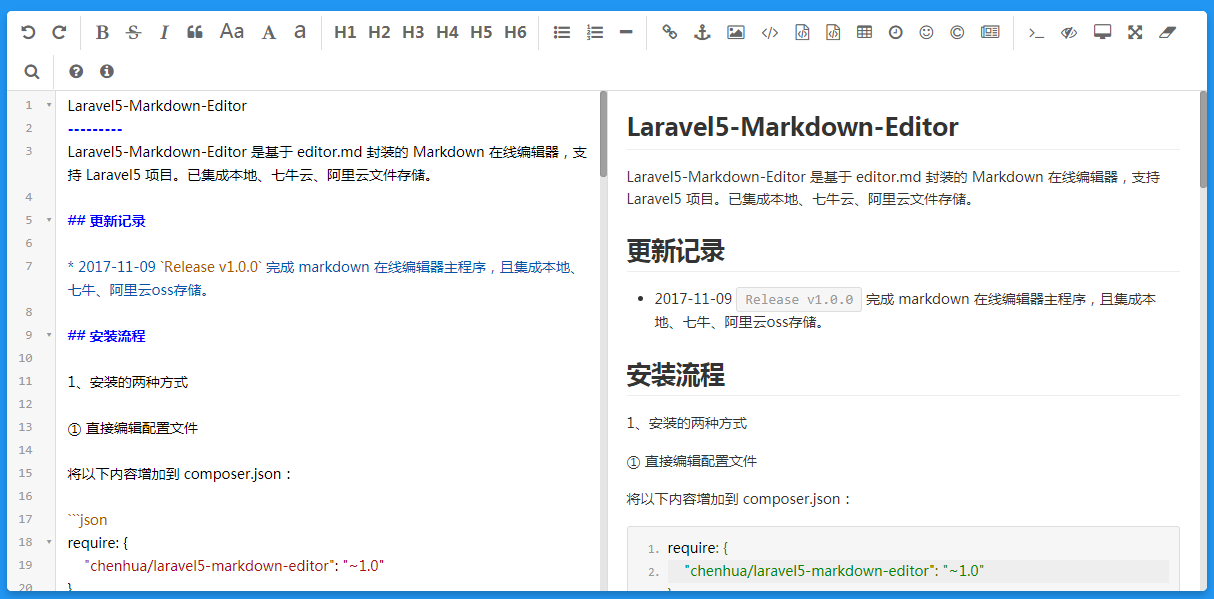 B S I “ Aa A a H1 H2 H3 H4 H5 H6
1 Laravel5-Markdown-Editor
2 ---------
3 Laravel5-Markdown-Editor 是基于 editor.md 封装的 Markdown 在线编辑器，支
持 Laravel5 项目。已集成本地、七牛云、阿里云文件存储。
4
5 ## 更新记录
6
7 * 2017-11-09 `Release v1.0.0` 完成 markdown 在线编辑器主程序，且集成本地、
七牛、阿里云oss存储。
8
9 ## 安装流程
10
11 1、安装的两种方式
12
13 ① 直接编辑配置文件
14
15 将以下内容增加到 composer.json：
16
17 ```json
18 require: {
19 "chenhua/laravel5-markdown-editor": "~1.0"
20 }
Laravel5-Markdown-Editor
Laravel5-Markdown-Editor 是基于 editor.md 封装的 Markdown 在线编辑器，支持
Laravel5 项目。已集成本地、七牛云、阿里云文件存储。
更新记录
• 2017-11-09 Release v1.0.0 完成 markdown 在线编辑器主程序，且集成本
地、七牛、阿里云oss存储。
安装流程
1、安装的两种方式
① 直接编辑配置文件
将以下内容增加到 composer.json：
1. require: {
2. "chenhua/laravel5-markdown-editor": "~1.0"